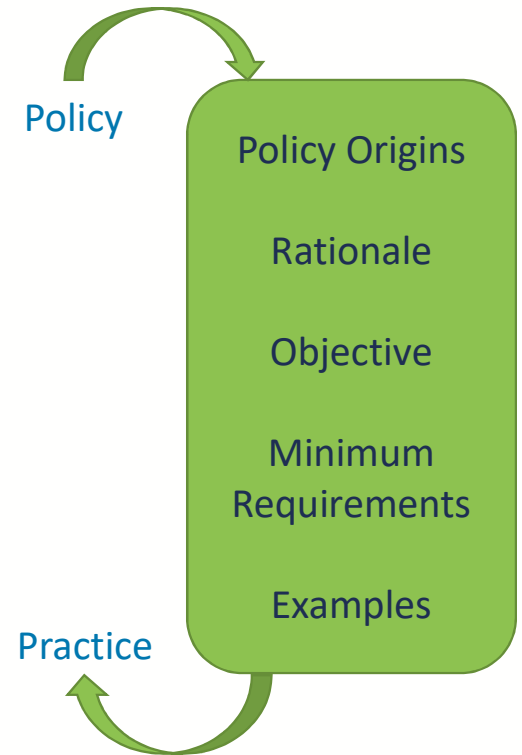 Policy
Policy Origins
Rationale
Objective
Minimum
Requirements
Examples
Practice